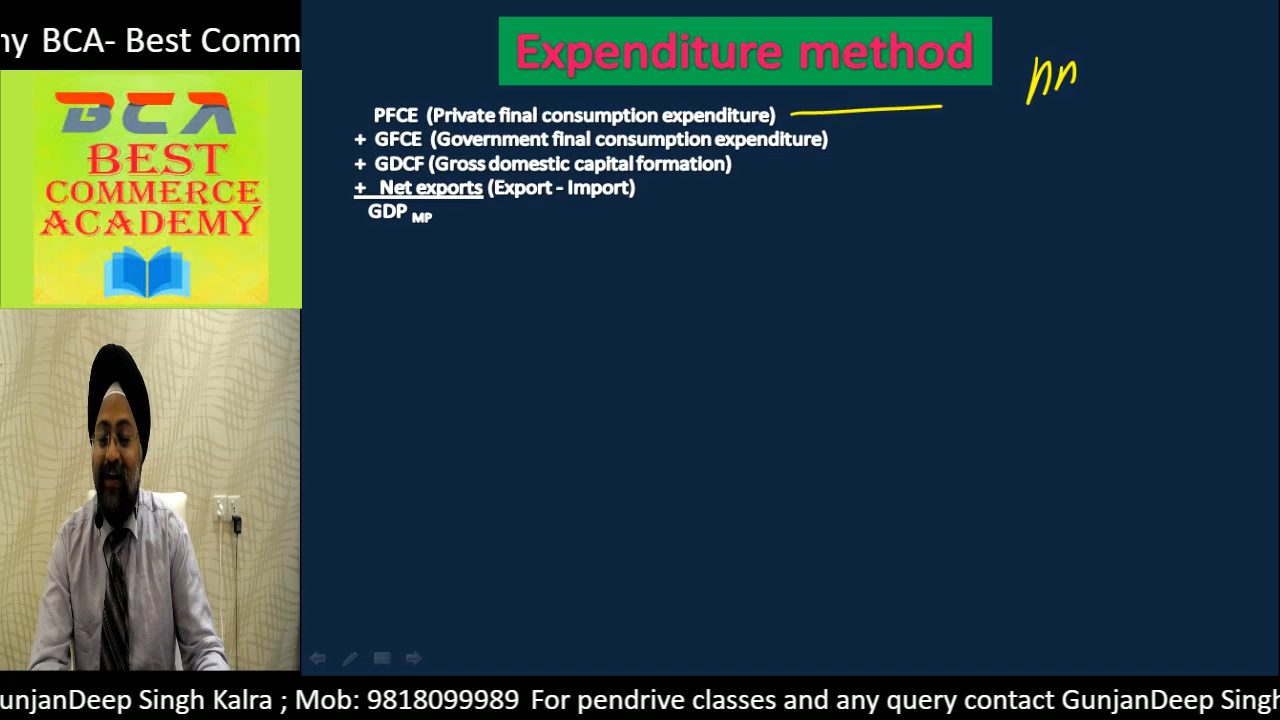 ny BCA- Best Comm
BCA
BEST
COMMERCE
ACADEMY
Expenditure method
PFCE (Private final consumption expenditure)
+ GFCE (Government final consumption expenditure)
+ GDCF (Gross domestic capital formation)
+ Net exports (Export - Import)
GDP MP
GunjanDeep Singh Kalra ; Mob: 9818099989 For pendrive classes and any query contact GunjanDeep Singh